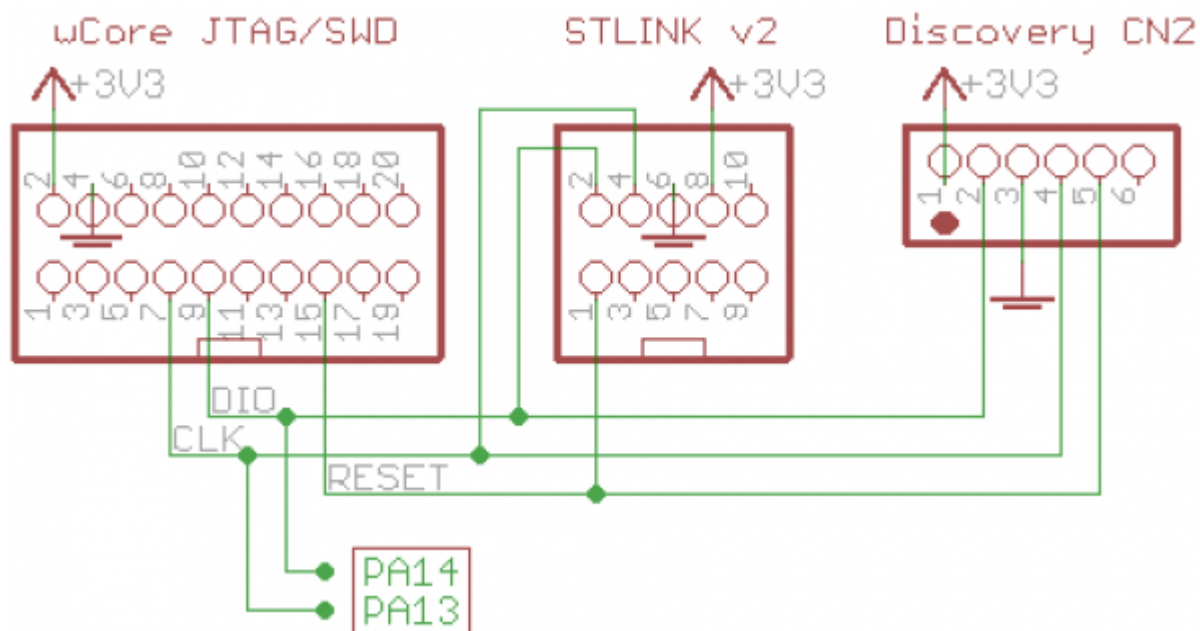 wCore JTAG/SWD STLINK v2 Discovery CN2
+3V3 +3V3 +3V3
2 4 6 8 10 12 14 16 18 20 2 4 6 8 10
1 2 3 4 5 6
1 3 5 7 9 11 13 15 17 19 1 3 5 7 9
DIO
CLK
RESET
PA14
PA13